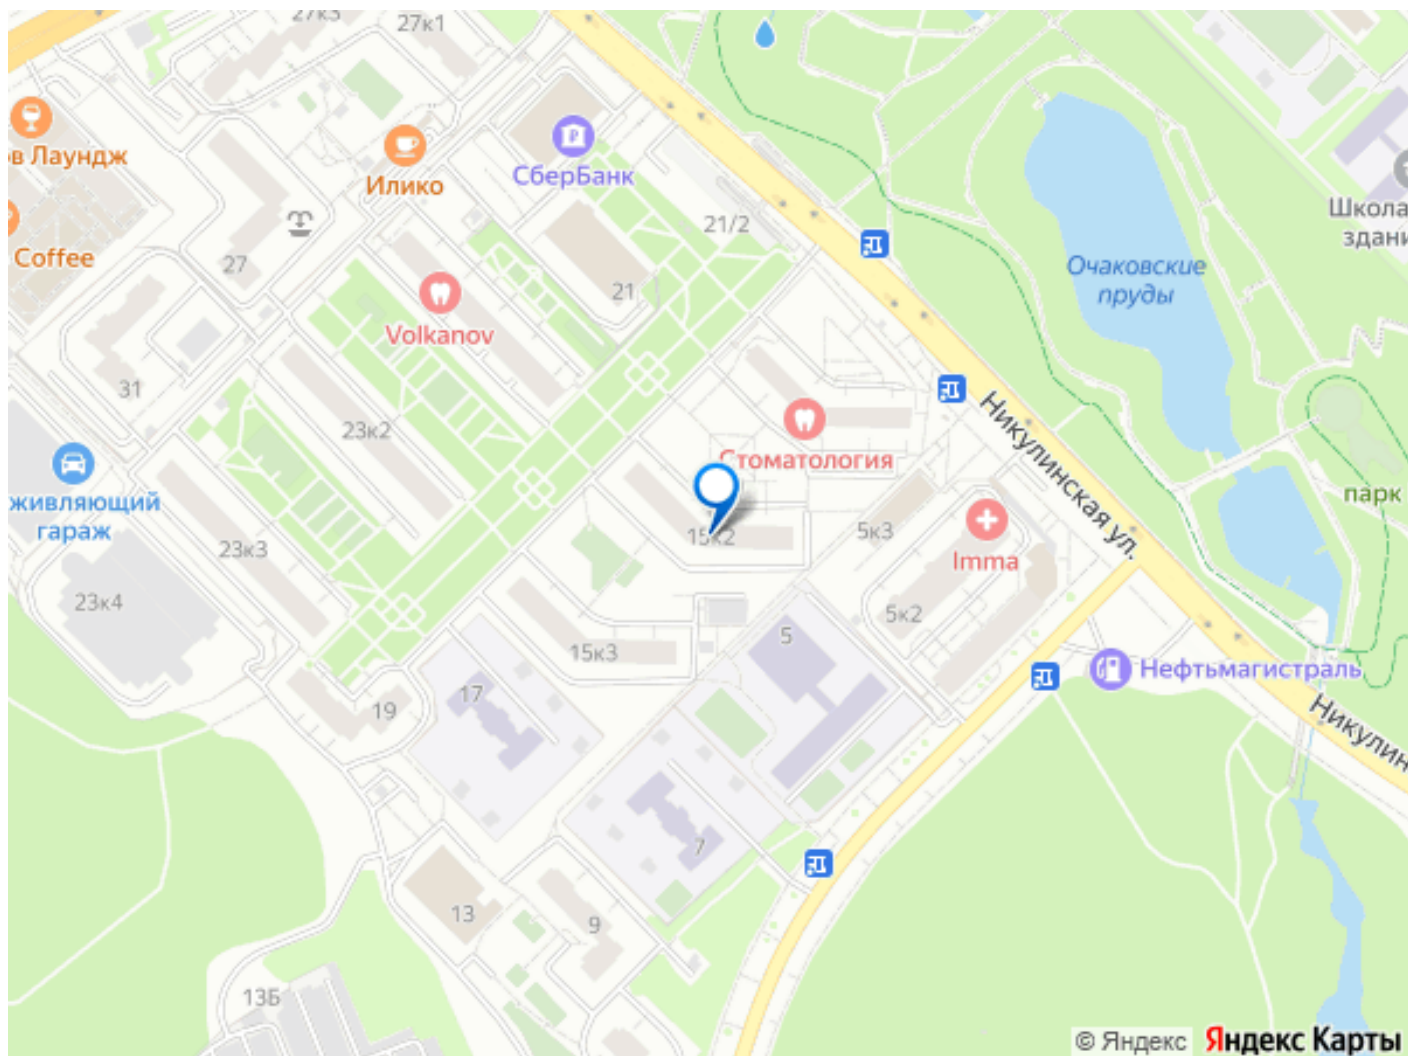 27к3
27к1
ов Лаундж
Илико
СберБанк
21/2
Школа
здани
Coffee
27
21
Volkanov
Очаковские
пруды
31
23к2
Никулинская ул.
Стоматология
живляющий
гараж
парк
23к3
15к2
5к3
Imma
23к4
5к2
15к3
5
Нефтьмагистраль
17
19
Никулин
7
13
9
13Б
© Яндекс Яндекс Карты